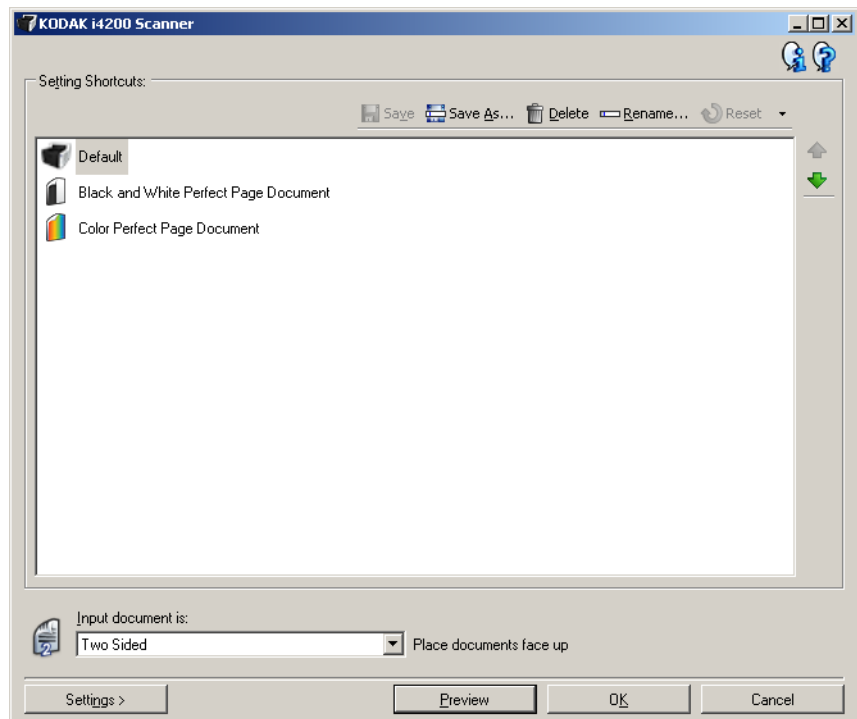 KODAK i4200 Scanner
Setting Shortcuts:
Save Save As... Delete Rename... Reset
Default
Black and White Perfect Page Document
Color Perfect Page Document
Input document is:
2 Two Sided Place documents face up
Settings > Preview OK Cancel